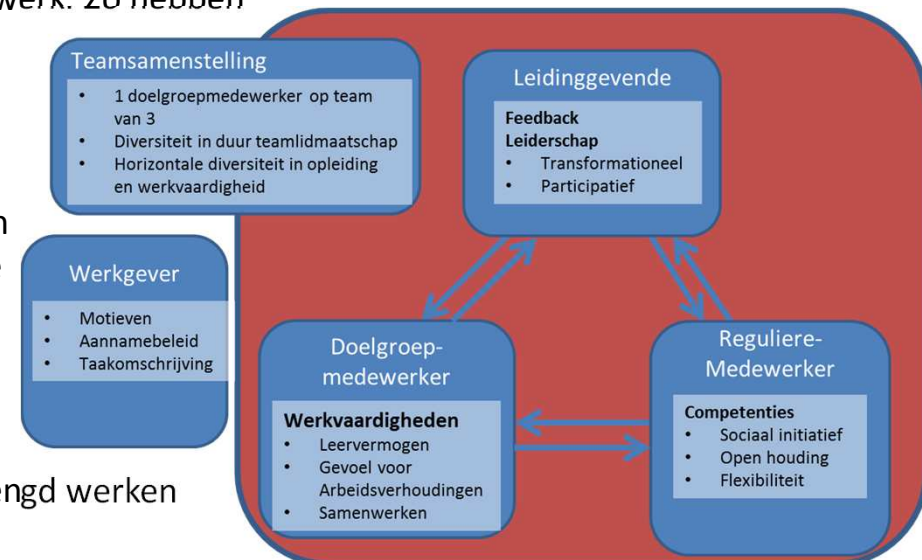 werk. Zo hebben
Teamsamenstelling
• 1 doelgroepmedewerker op team
van 3
• Diversiteit in duur teamlidmaatschap
• Horizontale diversiteit in opleiding
en werkvaardigheid
Leidinggevende
Feedback
Leiderschap
• Transformationeel
• Participatief
Werkgever
• Motieven
• Aannamebeleid
• Taakomschrijving
Doelgroep-
medewerker
Werkvaardigheden
• Leervermogen
• Gevoel voor
Arbeidsverhoudingen
• Samenwerken
Reguliere-
Medewerker
Competenties
• Sociaal initiatief
• Open houding
• Flexibiliteit
werken